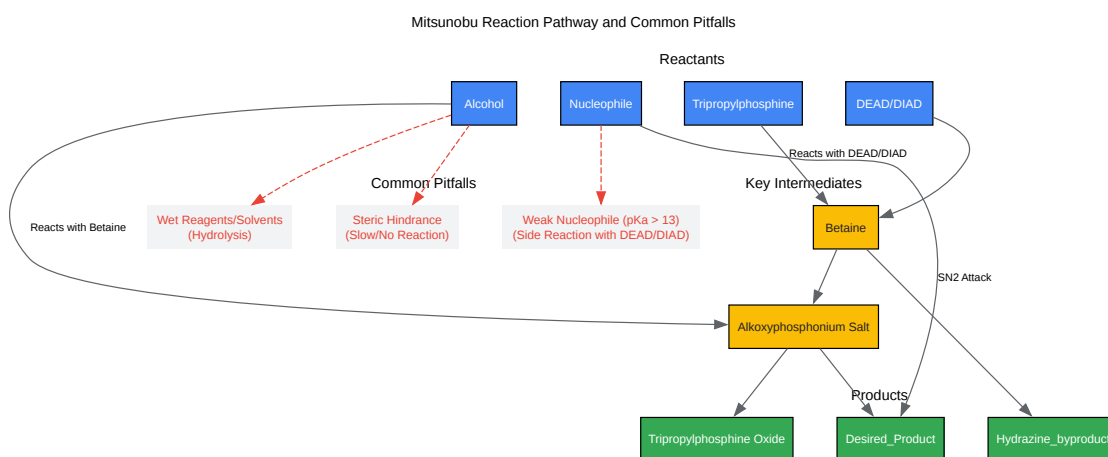 Mitsunobu Reaction Pathway and Common Pitfalls
Reactants
Alcohol
Nucleophile
Tripropylphosphine
DEAD/DIAD
Reacts with DEAD/DIAD
Common Pitfalls
Key Intermediates
Wet Reagents/Solvents
(Hydrolysis)
Steric Hindrance
(Slow/No Reaction)
Weak Nucleophile (pKa > 13)
(Side Reaction with DEAD/DIAD)
Reacts with Betaine
Betaine
SN2 Attack
Alkoxyphosphonium Salt
Products
Tripropylphosphine Oxide
Desired_Product
Hydrazine_byproduct